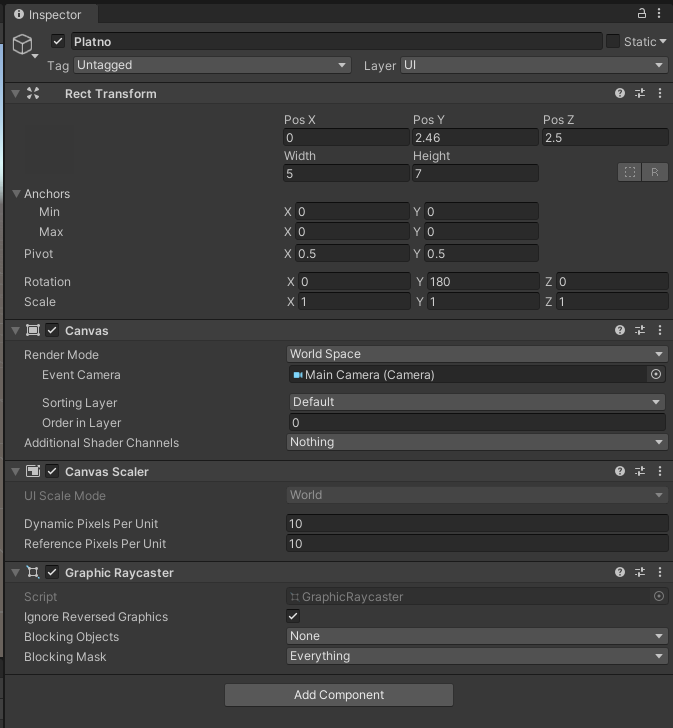 Inspector
Platno Static
Tag Untagged Layer UI
Rect Transform
Pos X Pos Y Pos Z
0 2.46 2.5
Width Height
5 7 R
Anchors
Min X 0 Y 0
Max X 0 Y 0
Pivot X 0.5 Y 0.5
Rotation X 0 Y 180 Z 0
Scale X 1 Y 1 Z 1
Canvas
Render Mode World Space
Event Camera Main Camera (Camera)
Sorting Layer Default
Order in Layer 0
Additional Shader Channels Nothing
Canvas Scaler
UI Scale Mode World
Dynamic Pixels Per Unit 10
Reference Pixels Per Unit 10
Graphic Raycaster
Script GraphicRaycaster
Ignore Reversed Graphics
Blocking Objects None
Blocking Mask Everything
Add Component